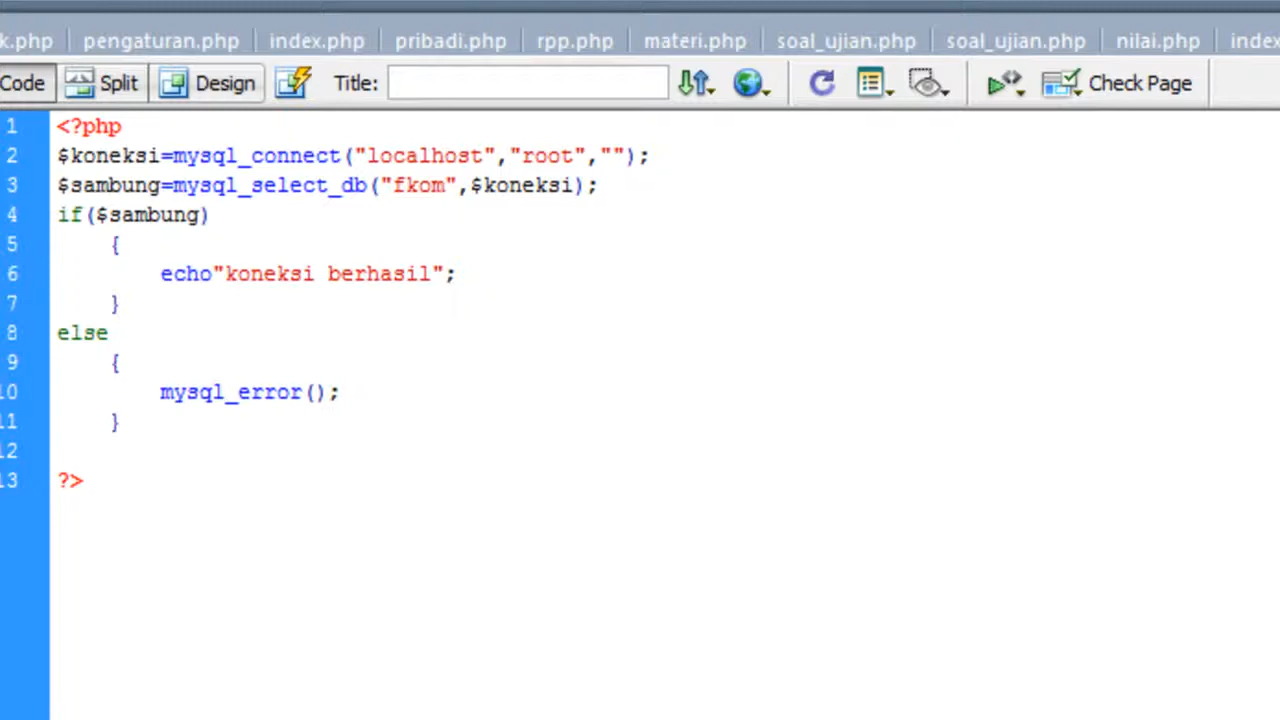 k.php pengaturan.php index.php pribadi.php rpp.php materi.php soal_ujian.php soal_ujian.php nilai.php index
Code Split Design Title: Check Page
1 <?php
2 $koneksi=mysql_connect("localhost","root","");
3 $sambung=mysql_select_db("fkom",$koneksi);
4 if($sambung)
5 {
6 echo"koneksi berhasil";
7 }
8 else
9 {
10 mysql_error();
11 }
12
13 ?>